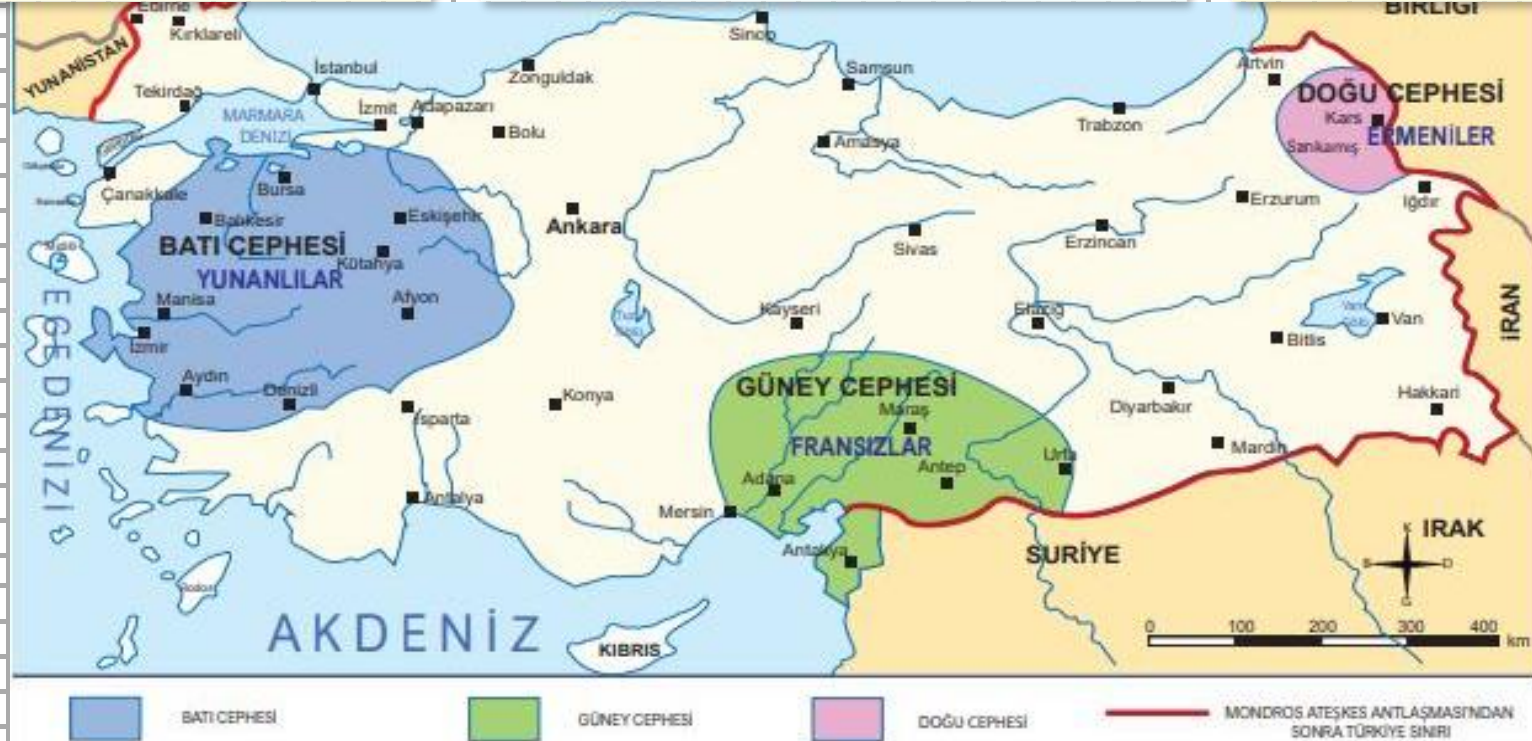 BİRLİĞİ
Edirne
Kırklareli
YUNANİSTAN
Sinop
İstanbul
Zonguldak
Samsun
Artvin
Tekirdağ
MARMARA
DENİZİ
İzmit
Adapazarı
Bolu
Amasya
Trabzon
DOĞU CEPHESİ
Kars
ERMENİLER
Sarıkamış
Çanakkale
Bursa
Balıkesir
Eskişehir
Ankara
Erzurum
Iğdır
BATI CEPHESİ
Kütahya
YUNANLILAR
Sivas
Erzincan
EGE DENİZİ
Manisa
Afyon
İzmir
Tuz
Gölü
Kayseri
Elazığ
Van
Gölü
Van
Bitlis
İRAN
Aydın
Denizli
Isparta
Konya
GÜNEY CEPHESİ
Maraş
FRANSIZLAR
Diyarbakır
Hakkari
Mardin
Antalya
Mersin
Adana
Antep
Urfa
Antakya
SURİYE
IRAK
K
B
D
G
Rodos
AKDENİZ
KIBRIS
0 100 200 300 400
km
BATI CEPHESİ
GÜNEY CEPHESİ
DOĞU CEPHESİ
MONDROS ATEŞKES ANTLAŞMASI'NDAN
SONRA TÜRKİYE SINIRI